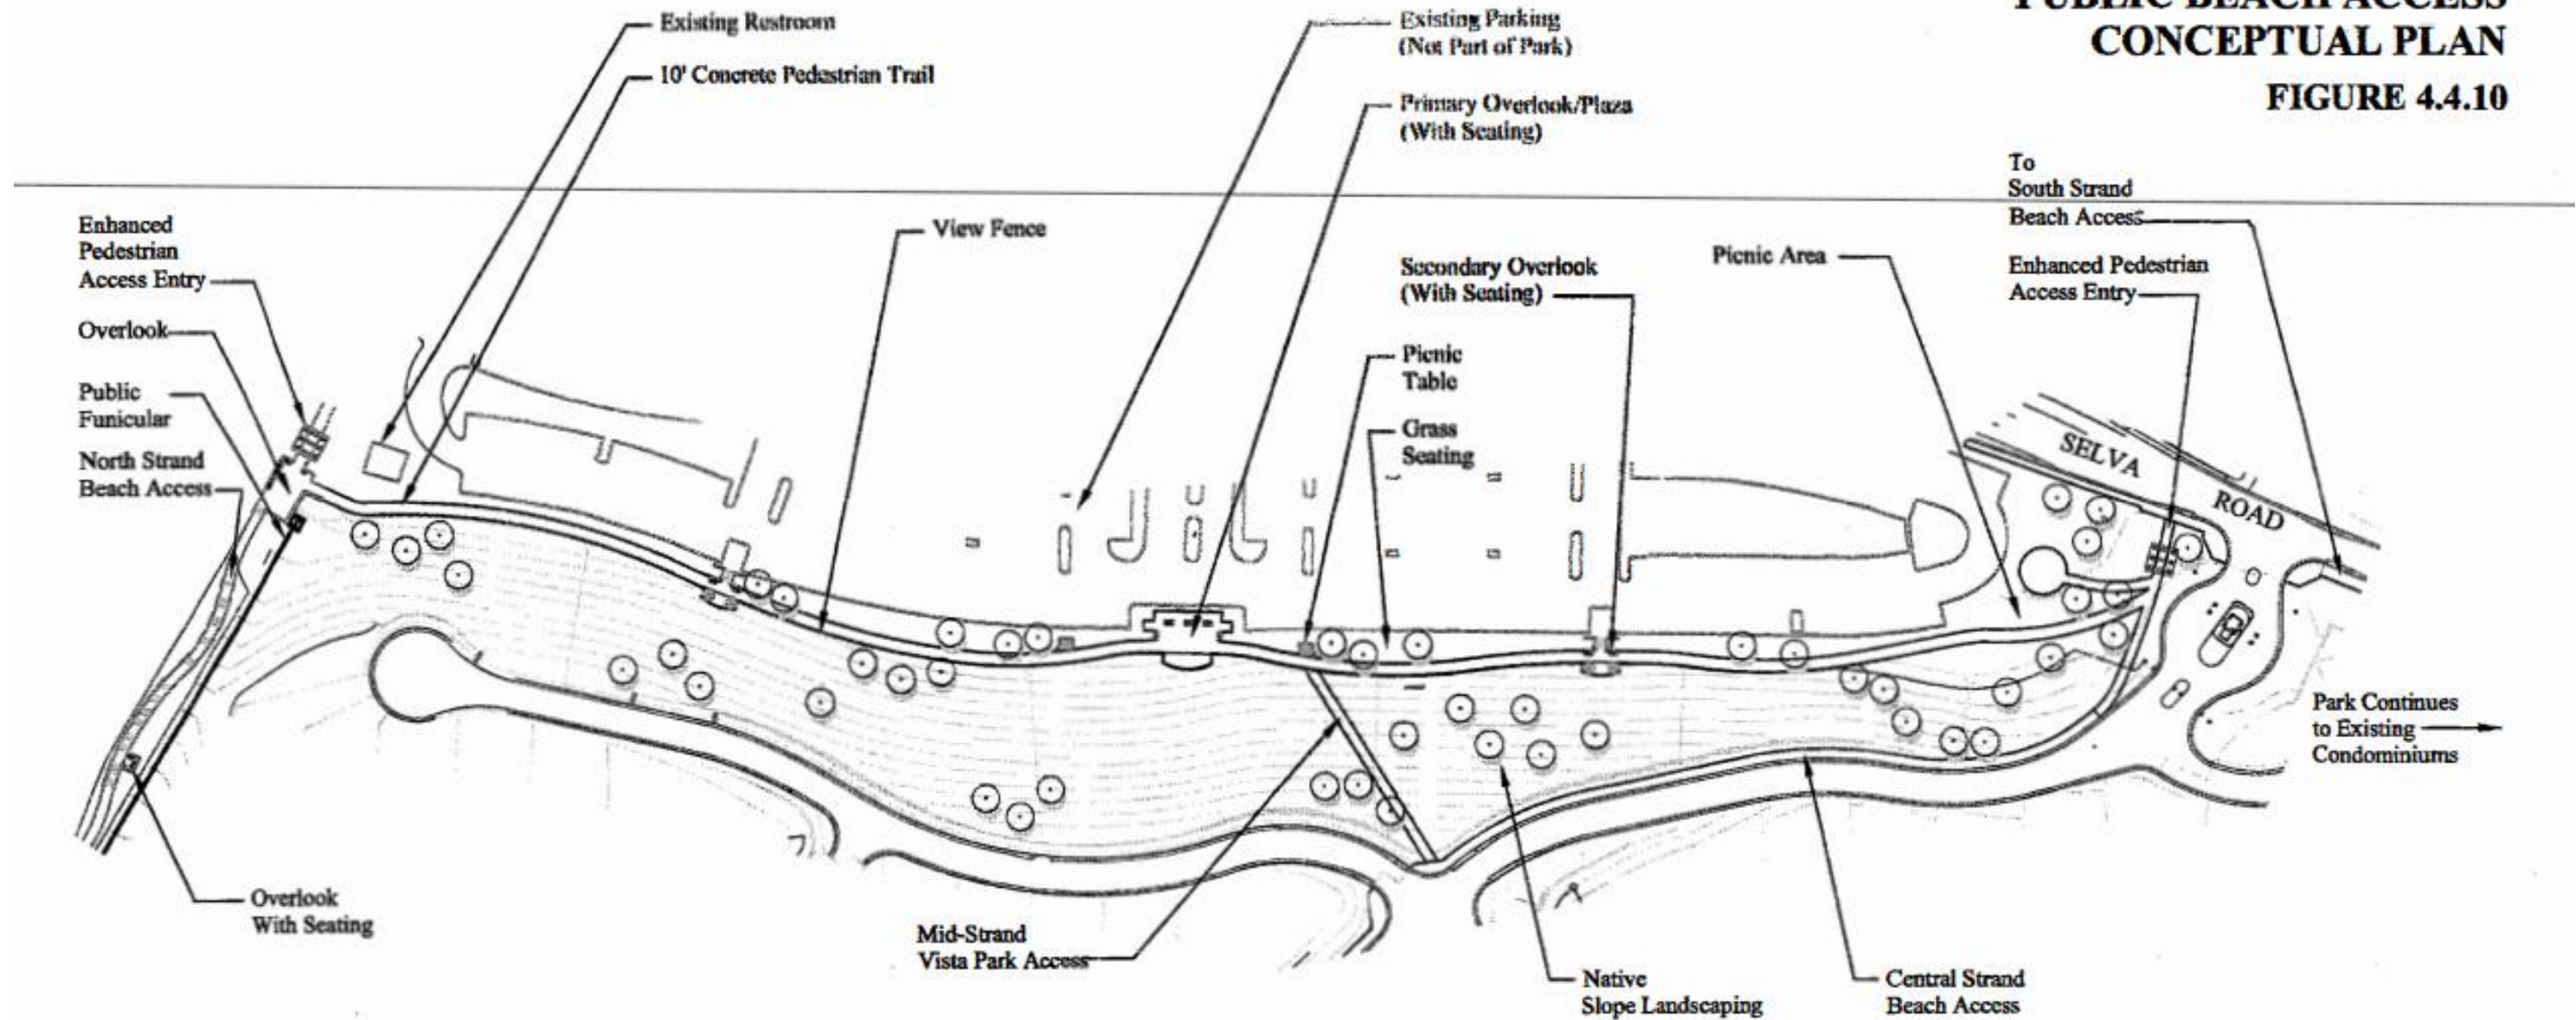 PUBLIC BEACH ACCESS
CONCEPTUAL PLAN
FIGURE 4.4.10
Existing Restroom
10' Concrete Pedestrian Trail
Existing Parking
(Not Part of Park)
Primary Overlook/Plaza
(With Seating)
To
South Strand
Beach Access
Enhanced
Pedestrian
Access Entry
View Fence
Secondary Overlook
(With Seating)
Picnic Area
Enhanced Pedestrian
Access Entry
Overlook
Picnic
Table
Public
Funicular
Grass
Seating
North Strand
Beach Access
SELVA
ROAD
Park Continues
to Existing
Condominiums
Overlook
With Seating
Mid-Strand
Vista Park Access
Native
Slope Landscaping
Central Strand
Beach Access